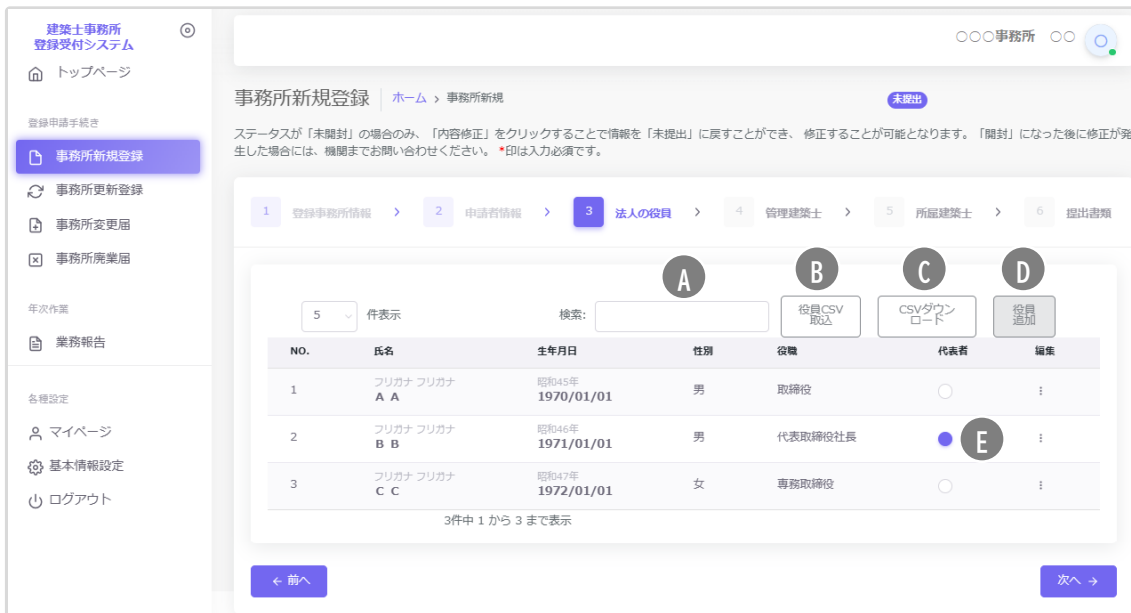 建築士事務所
登録受付システム
トップページ
登録申請手続き
事務所新規登録
事務所更新登録
事務所変更届
事務所廃業届
年次作業
業務報告
各種設定
マイページ
基本情報設定
ログアウト
○○○事務所 ○○ ○
事務所新規登録 ホーム › 事務所新規 未提出
ステータスが「未開封」の場合のみ、「内容修正」をクリックすることで情報を「未提出」に戻すことができ、 修正することが可能となります。「開封」になった後に修正が発
生した場合には、機関までお問い合わせください。 *印は入力必須です。
1 登録事務所情報 › 2 申請者情報 › 3 法人の役員 › 4 管理建築士 › 5 所属建築士 › 6 提出書類
A B C D
5 件表示 検索: 役員CSV
取込 CSVダウン
ロード 役員
追加
NO. 氏名 生年月日 性別 役職 代表者 編集
フリガナ フリガナ 昭和45年
1 A A 1970/01/01 男 取締役
フリガナ フリガナ 昭和46年
2 B B 1971/01/01 男 代表取締役社長 E
フリガナ フリガナ 昭和47年
3 C C 1972/01/01 女 専務取締役
3件中 1 から 3 まで表示
← 前へ 次へ →